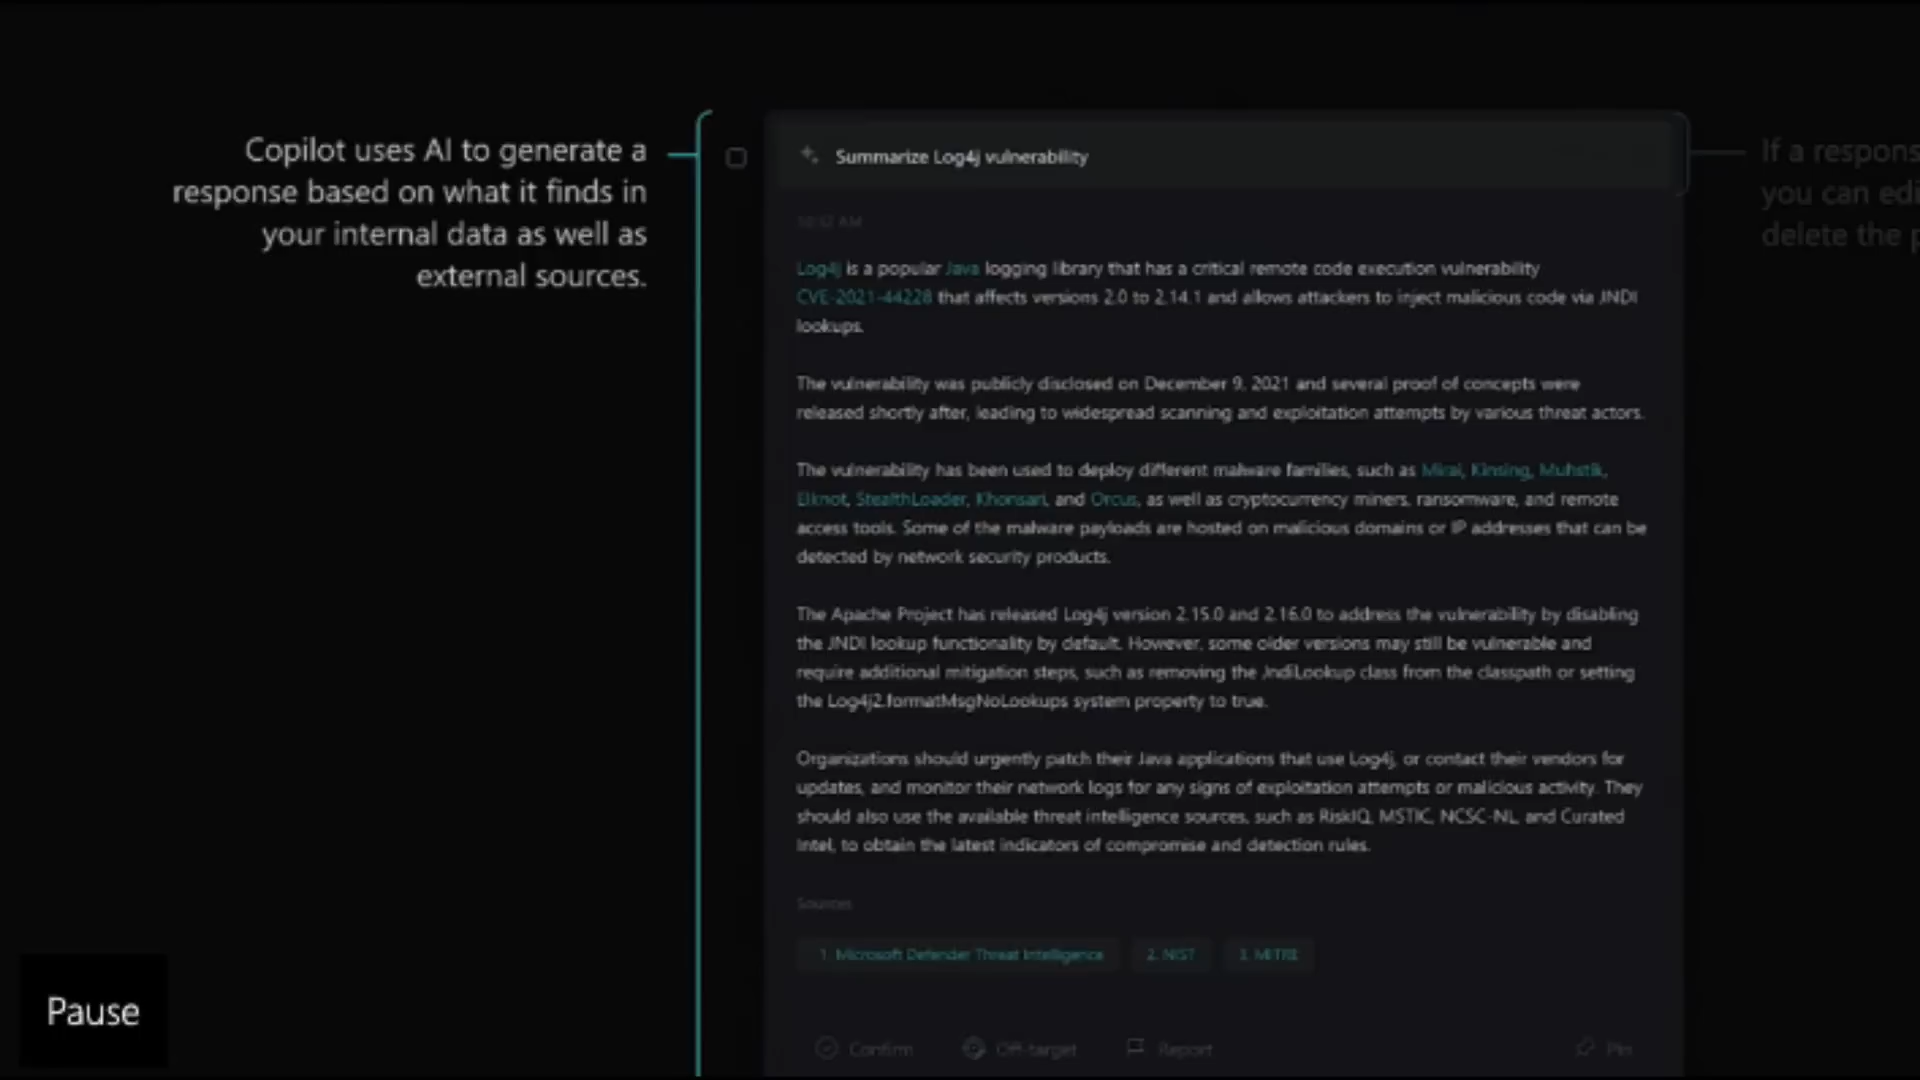 Copilot uses AI to generate a
response based on what it finds in
your internal data as well as
external sources.
Summarize Log4j vulnerability
AM
Log4j is a popular Java logging library that has a critical remote code execution vulnerability
CVE-2021-44228 that affects versions 2.0 to 2.14.1 and allows attackers to inject malicious code via JNDI
lookups.
The vulnerability was publicly disclosed on December 9, 2021 and several proof of concepts were
released shortly after, leading to widespread scanning and exploitation attempts by various threat actors.
The vulnerability has been used to deploy different malware families, such as Mirai, Kinsing, Muhstik,
Elknot, StealthLoader, Khonsari, and Orcus, as well as cryptocurrency miners, ransomware, and remote
access tools. Some of the malware payloads are hosted on malicious domains or IP addresses that can be
detected by network security products.
The Apache Project has released Log4j version 2.15.0 and 2.16.0 to address the vulnerability by disabling
the JNDI lookup functionality by default. However, some older versions may still be vulnerable and
require additional mitigation steps, such as removing the JndiLookup class from the classpath or setting
the Log4j2.formatMsgNoLookups system property to true.
Organizations should urgently patch their Java applications that use Log4j, or contact their vendors for
updates, and monitor their network logs for any signs of exploitation attempts or malicious activity. They
should also use the available threat intelligence sources, such as RiskIQ, MSTIC, NCSC-NL, and Curated
Intel, to obtain the latest indicators of compromise and detection rules.
Sources
1. Microsoft Defender Threat Intelligence 2. NIST 3. MITRE
Confirm Off-target Report Pin
If a respons
you can edi
delete the p
Pause